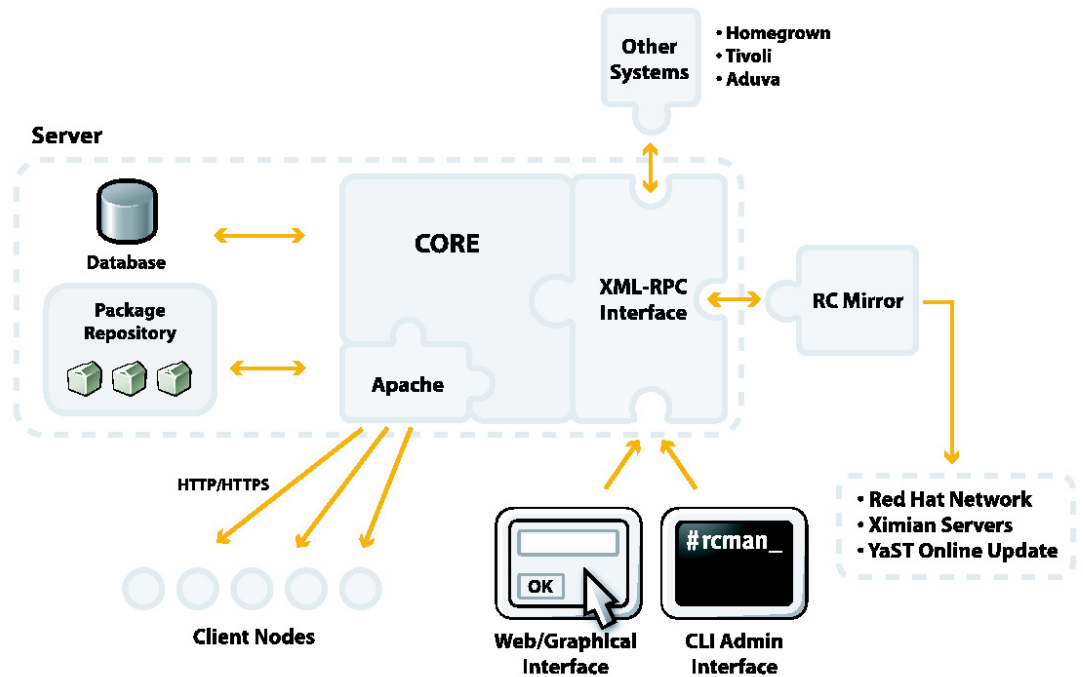 Other
Systems
• Homegrown
• Tivoli
• Aduva
Server
Database
Package
Repository
CORE
Apache
XML-RPC
Interface
RC Mirror
HTTP/HTTPS
Client Nodes
OK
Web/Graphical
Interface
#rcman_
CLI Admin
Interface
• Red Hat Network
• Ximian Servers
• YaST Online Update